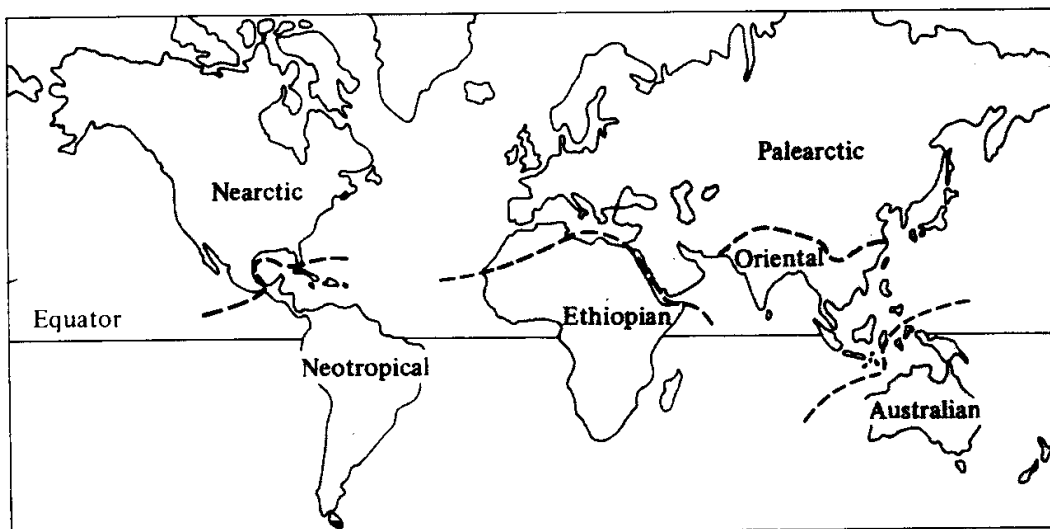 Palearctic
Nearctic
Oriental
Equator
Ethiopian
Neotropical
Australian